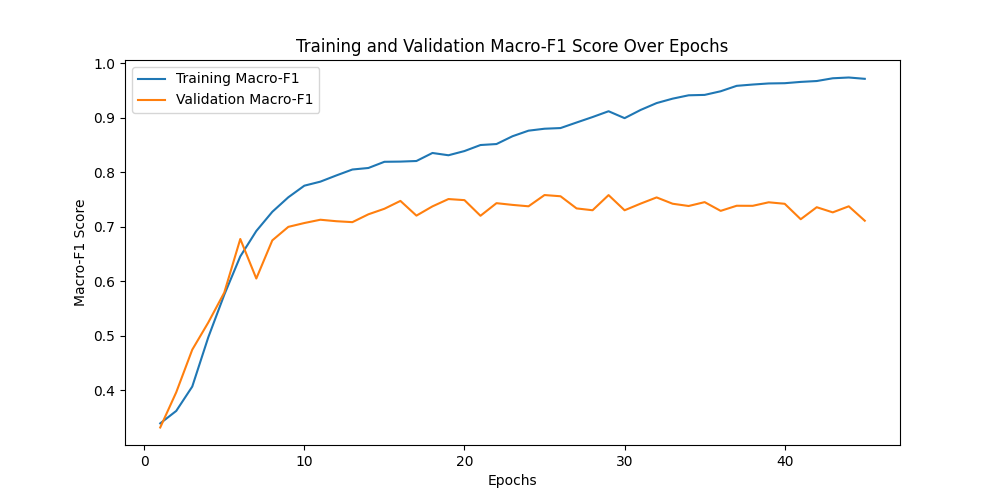 Training and Validation Macro-F1 Score Over Epochs
Training Macro-F1
Validation Macro-F1
Macro-F1 Score
1.0
0.9
0.8
0.7
0.6
0.5
0.4
0
10
20
30
40
Epochs